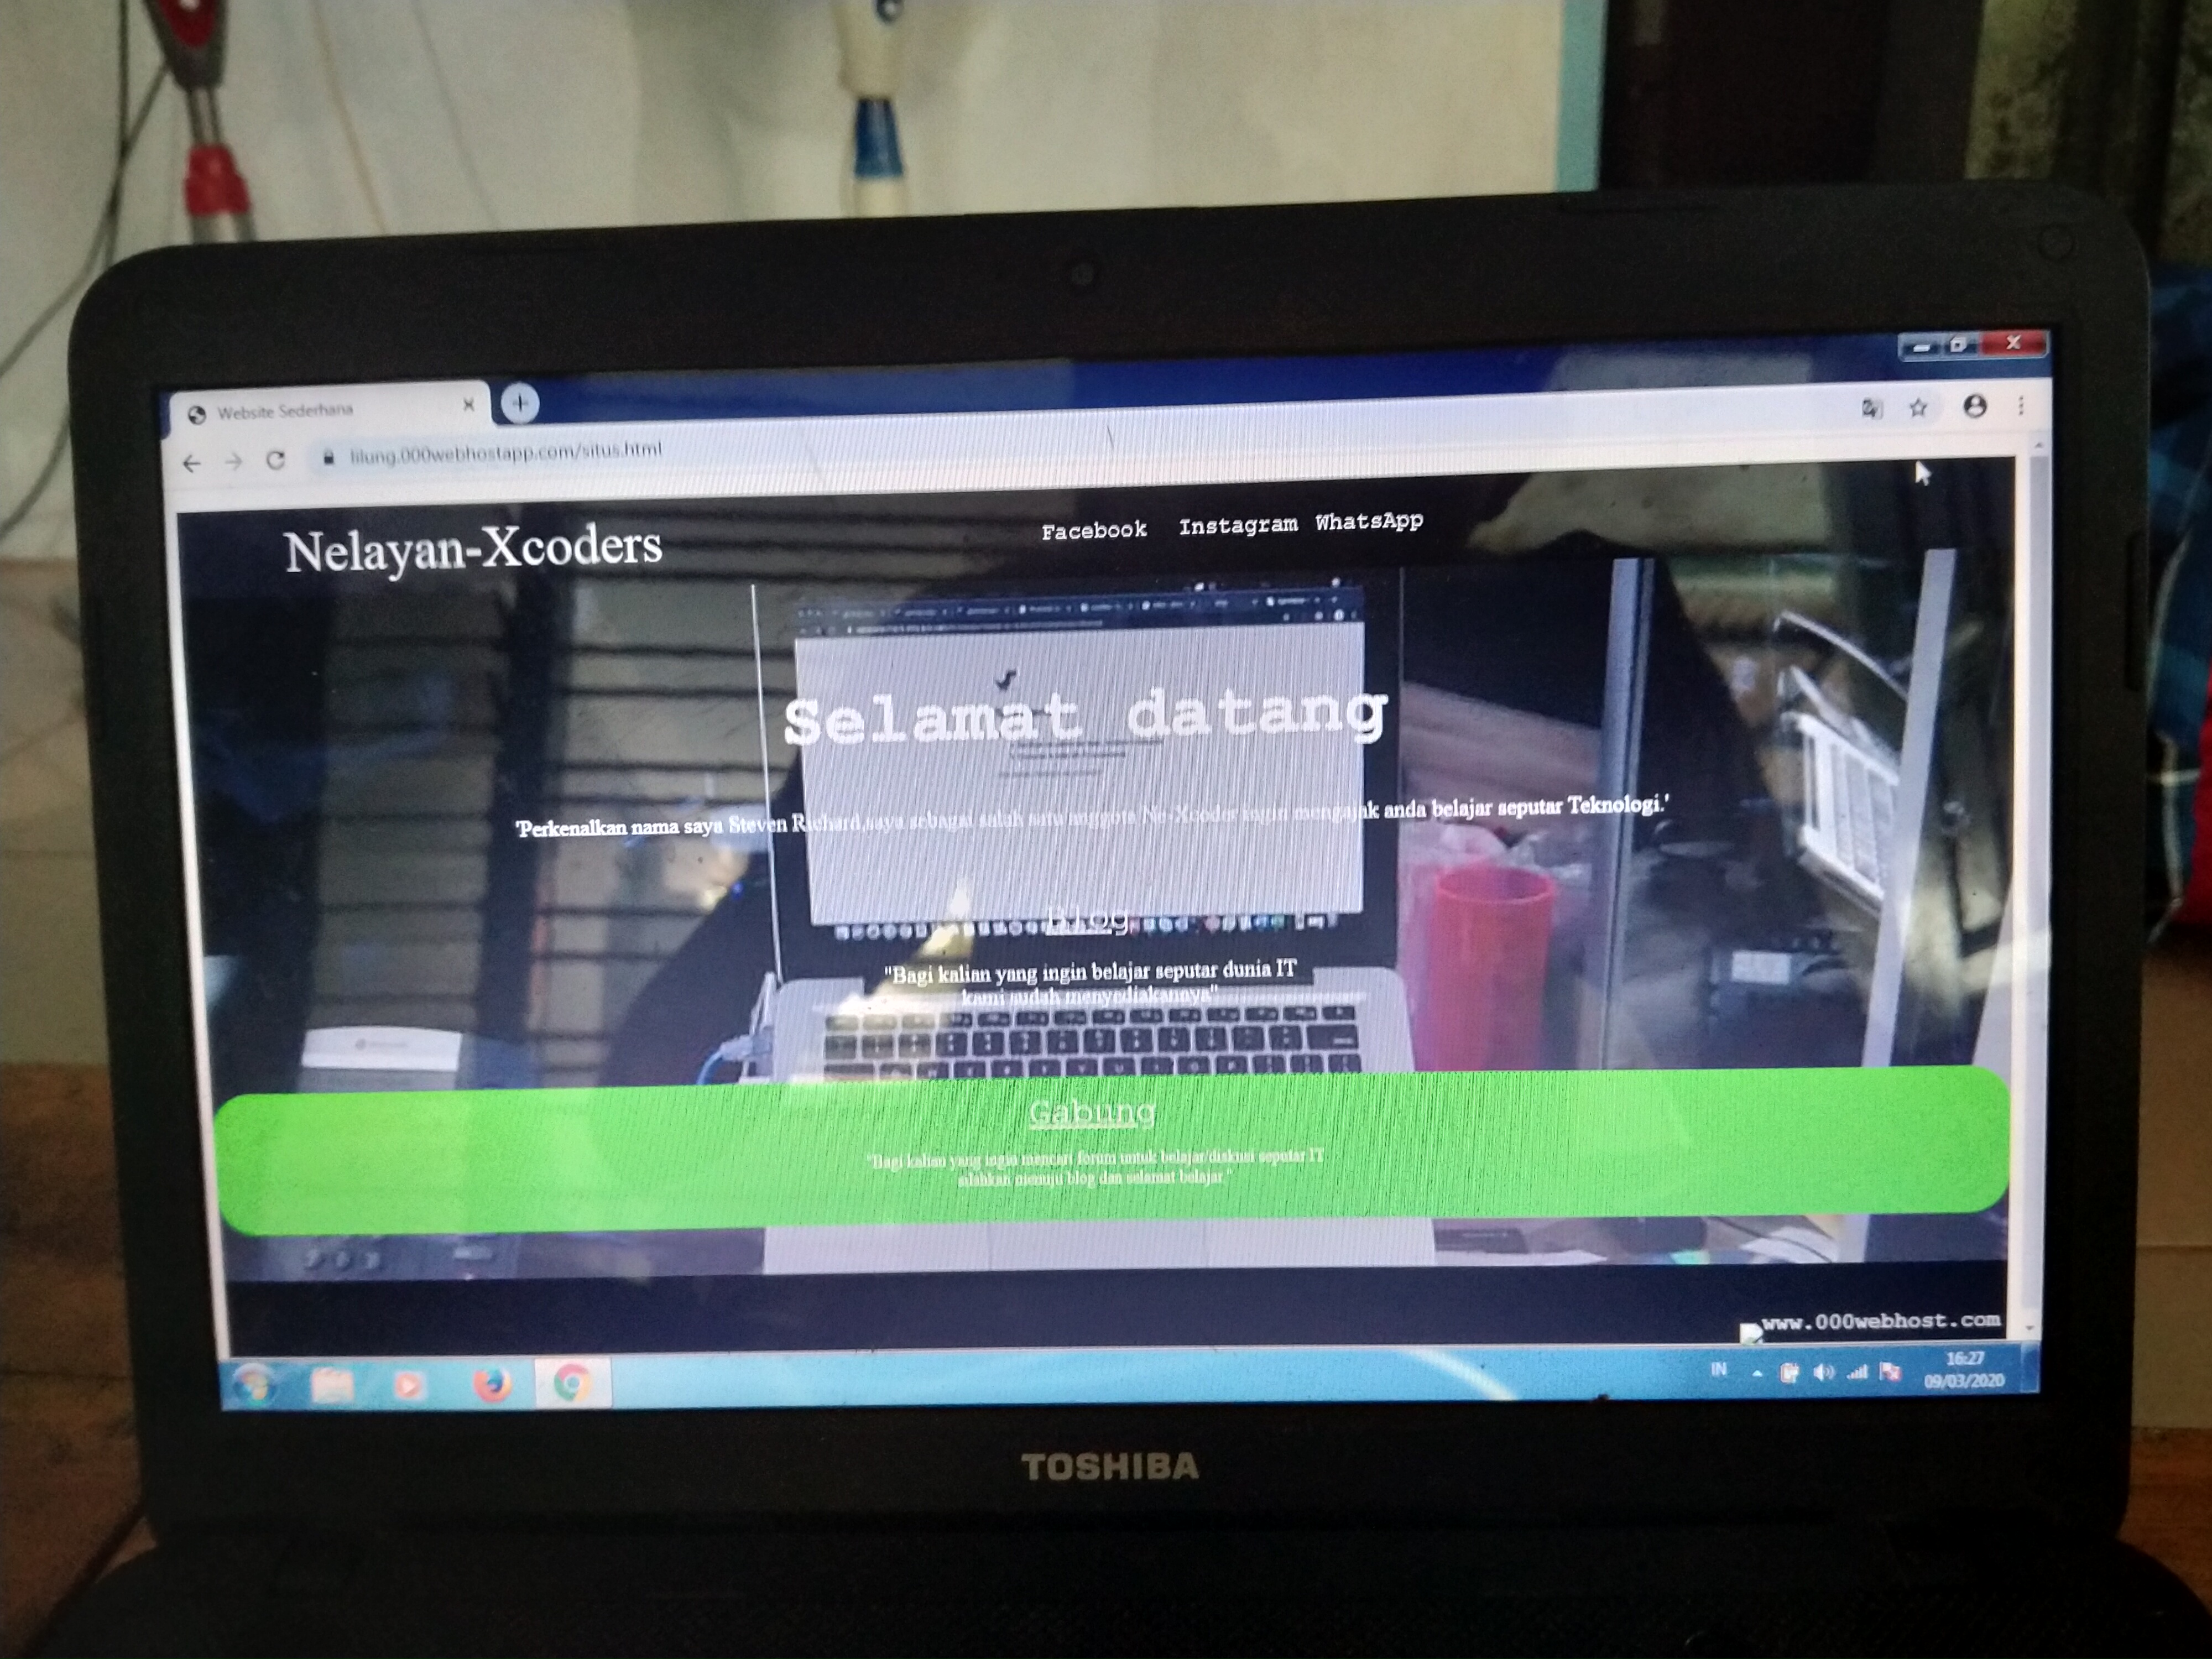 Website Sederhana
lilung.000webhostapp.com/situs.html
Nelayan-Xcoders
Facebook Instagram WhatsApp
Selamat datang
'Perkenalkan nama saya Steven Richard,saya sebagai salah satu anggota Ne-Xcoder ingin mengajak anda belajar seputar Teknologi.'
Blog
"Bagi kalian yang ingin belajar seputar dunia IT
kami sudah menyediakannya"
Gabung
"Bagi kalian yang ingin mencari forum untuk belajar/diskusi seputar IT
silahkan menuju blog dan selamat belajar."
www.000webhost.com
IN
16:27
09/03/2020
TOSHIBA